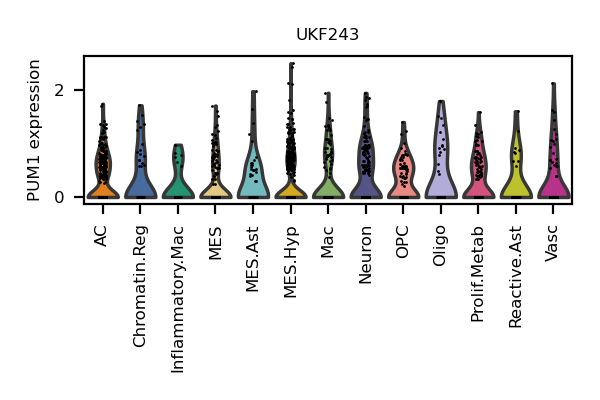 UKF243
PUM1 expression
2
0
AC
Chromatin.Reg
Inflammatory.Mac
MES
MES.Ast
MES.Hyp
Mac
Neuron
OPC
Oligo
Prolif.Metab
Reactive.Ast
Vasc